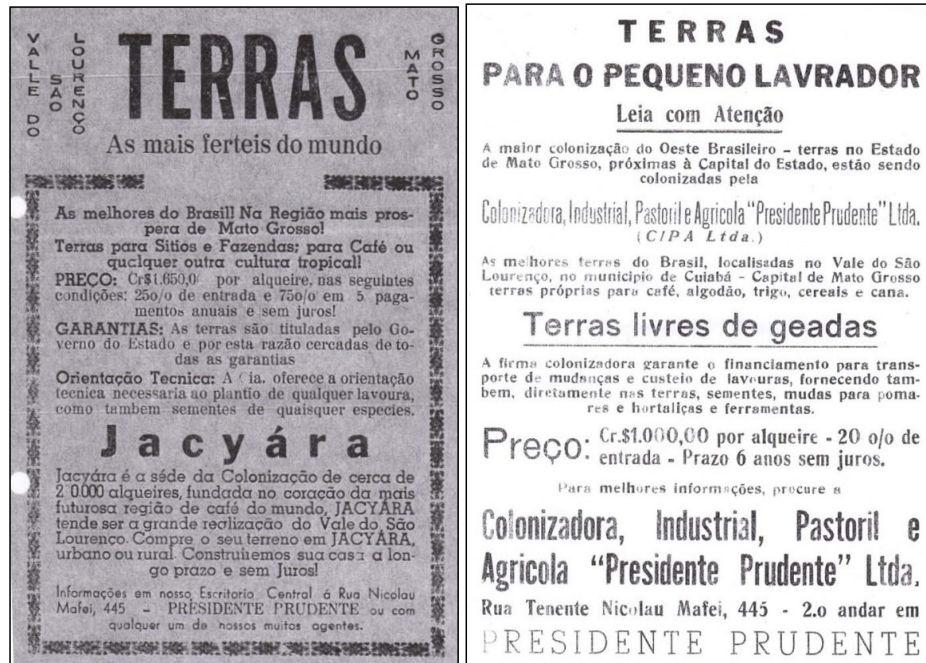 VALLE DO
SÃO
LOURENÇO
TERRAS
MATO
GROSSO
As mais ferteis do mundo
As melhores do Brasil! Na Região mais pros-
pera de Mato Grosso!
Terras para Sitios e Fazendas; para Café ou
quclquer outra cultura tropical!
PREÇO: Cr$1.650,0 por alqueire, nas seguintes
condições: 25o/o de entrada e 75o/o em 5 paga-
mentos anuais e sem juros!
GARANTIAS: As terras são tituladas pelo Go-
verno do Estado e por esta razão cercadas de to-
das as garantias
Orientação Tecnica: A ia. oferece a orientação
tecnica necessaria ao plantio de qualquer lavoura,
como tambem sementes de quaisquer especies.
Jacyára
Jacyára é a séde da Colonização de cerca de
2 0.000 alqueires, fundada no coração da mais
futurosa região de café do mundo, JACYÁRA
tende ser a grande realização do Vale do São
Lourenço. Compre o seu terreno em JACYÁRA,
urbano ou rural. Construiremos sua casa a lon-
go prazo e sem Juros!
Informações em nosso Escritorio Central á Rua Nicolau
Mafei, 445 - PRESIDENTE PRUDENTE ou com
qualquer um de nossos muitos agentes.
TERRAS
PARA O PEQUENO LAVRADOR
Leia com Atenção
A maior colonização do Oeste Brasileiro - terras no Estado
de Mato Grosso, próximas à Capital do Estado, estão sendo
colonizadas pela
Colonizadora, Industrial, Pastoril e Agricola "Presidente Prudente" Ltda.
(CIPA Ltda.)
As melhores terras do Brasil, localisadas no Vale do São
Lourenço, no municipio de Cuiabá - Capital de Mato Grosso
terras próprias para café, algodão, trigo, cereais e cana.
Terras livres de geadas
A firma colonizadora garante o financiamento para trans-
porte de mudanças e custeio de lavouras, fornecendo tam-
bem, diretamente nas terras, sementes, mudas para poma-
res e hortaliças e ferramentas.
Preço: Cr.$1.000,00 por alqueire - 20 o/o de
entrada - Prazo 6 anos sem juros.
Para melhores informações, procure a
Colonizadora, Industrial, Pastoril e
Agricola "Presidente Prudente" Ltda.
Rua Tenente Nicolau Mafei, 445 - 2.o andar em
PRESIDENTE PRUDENTE